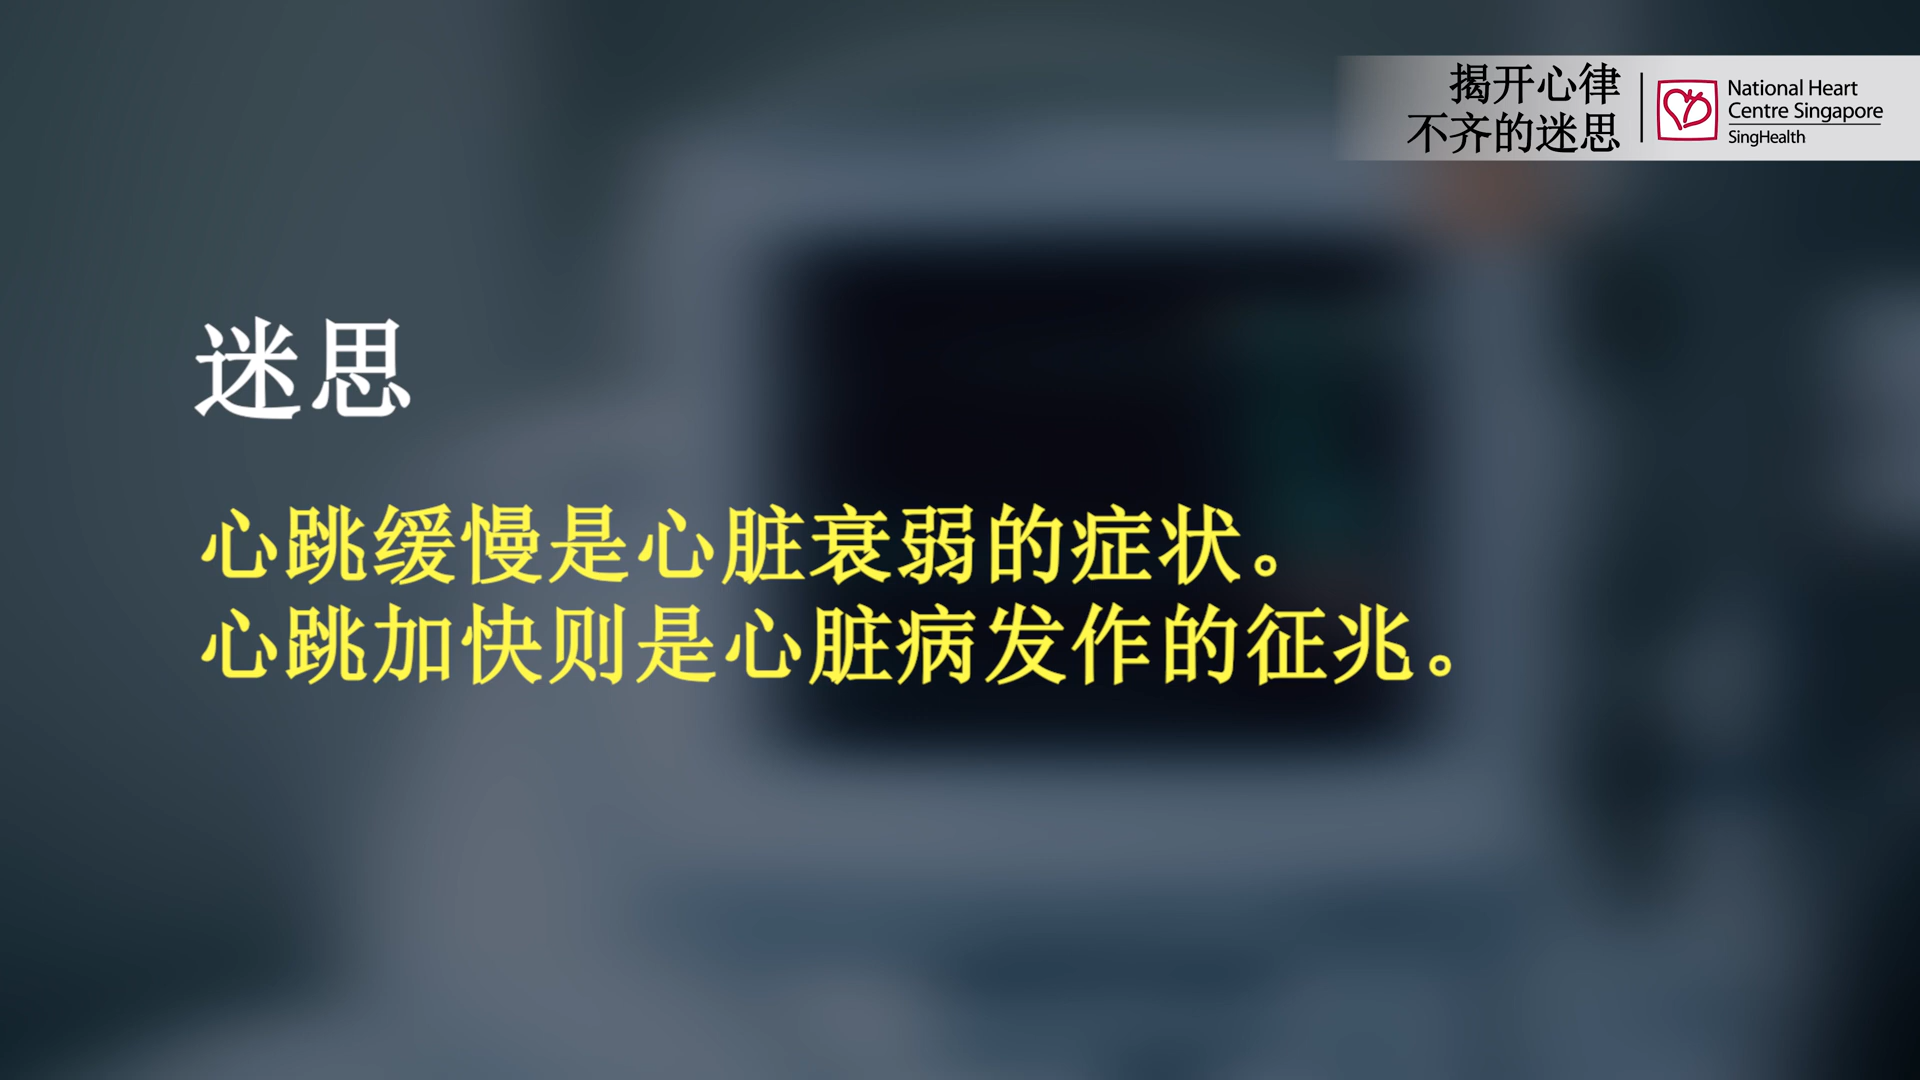 揭开心律
不齐的迷思
National Heart
Centre Singapore
SingHealth
迷思
心跳缓慢是心脏衰弱的症状。
心跳加快则是心脏病发作的征兆。